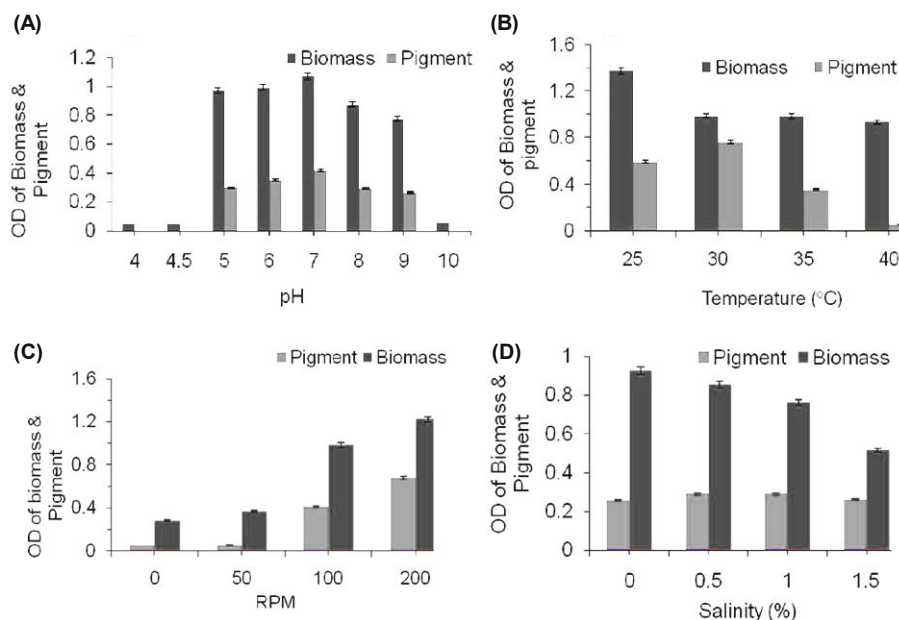 (A)
Biomass Pigment
OD of Biomass &
Pigment
1.2
1
0.8
0.6
0.4
0.2
0
4 4.5 5 6 7 8 9 10
pH
(B)
Biomass Pigment
OD of Biomass &
pigment
1.6
1.2
0.8
0.4
0
25 30 35 40
Temperature (°C)
(C)
Pigment Biomass
OD of biomass &
Pigment
1.6
1.2
0.8
0.4
0
0 50 100 200
RPM
(D)
Pigment Biomass
OD of Biomass &
Pigment
1
0.8
0.6
0.4
0.2
0
0 0.5 1 1.5
Salinity (%)